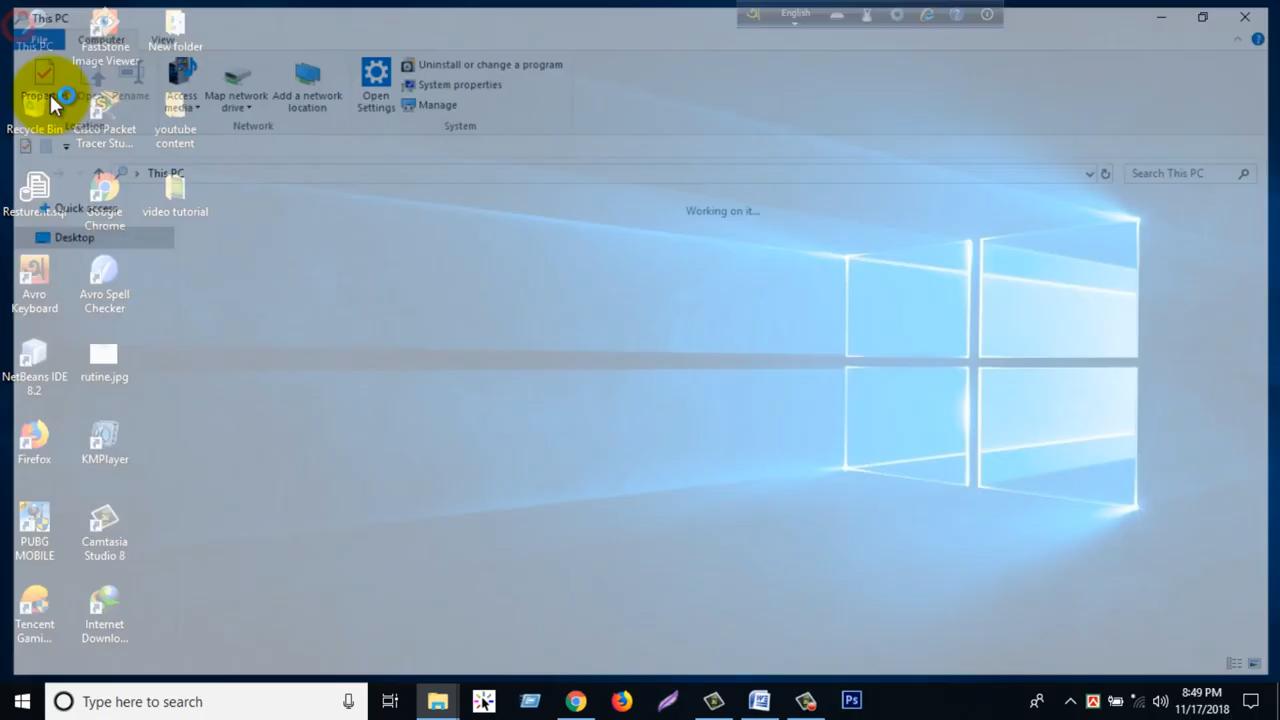 This PC
English
File
Computer
View
Properties
Open
Rename
Access media
Map network drive
Add a network location
Open Settings
Uninstall or change a program
System properties
Manage
Location
Network
System
This PC
Search This PC
Quick access
Desktop
Working on it...
This PC
FastStone Image Viewer
New folder
Recycle Bin
Cisco Packet Tracer Stu...
youtube content
Google Chrome
video tutorial
Avro Keyboard
Avro Spell Checker
NetBeans IDE 8.2
rutine.jpg
Firefox
KMPlayer
PUBG MOBILE
Camtasia Studio 8
Tencent Gami...
Internet Downlo...
Type here to search
Ps
8:49 PM
11/17/2018